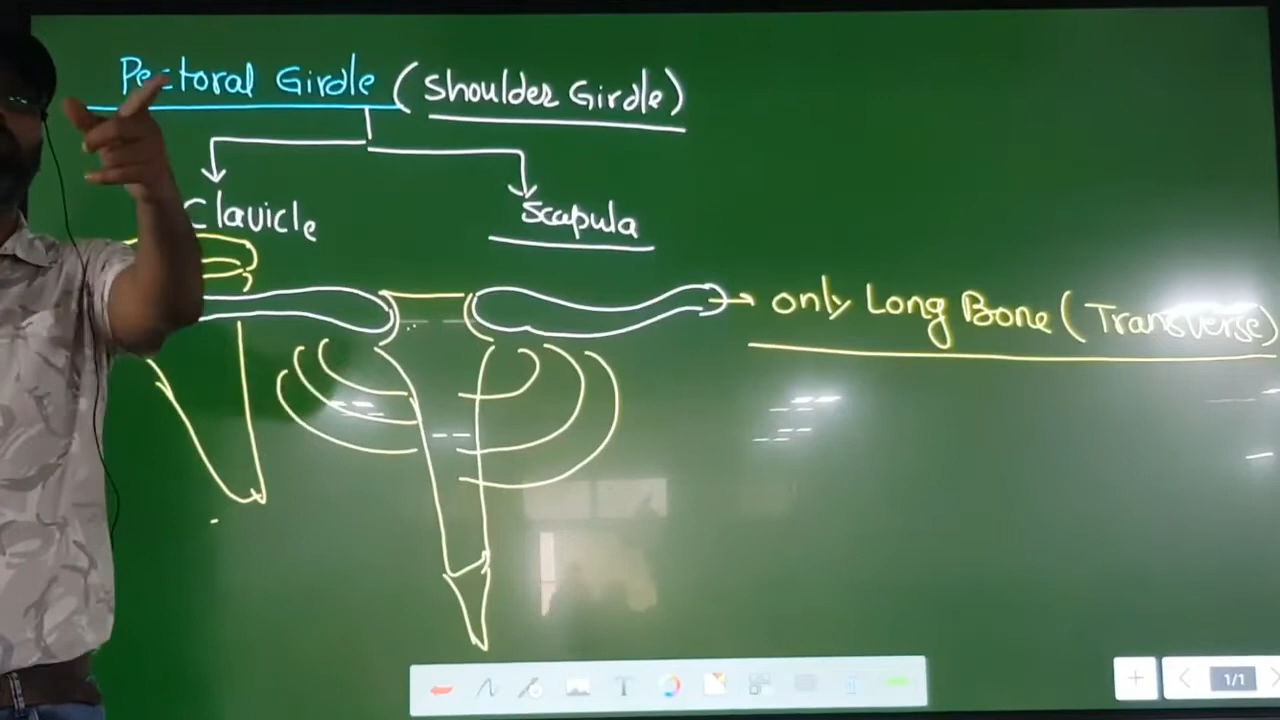 Pectoral Girdle (Shoulder Girdle)
Clavicle
Scapula
only Long Bone (Transverse)
T
1/1